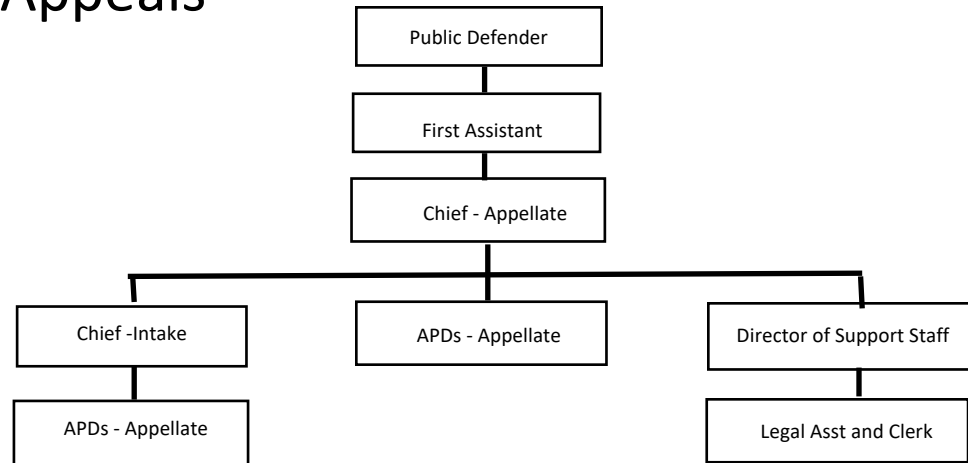 Appeals
Public Defender
First Assistant
Chief - Appellate
Chief -Intake
APDs - Appellate
Director of Support Staff
APDs - Appellate
Legal Asst and Clerk